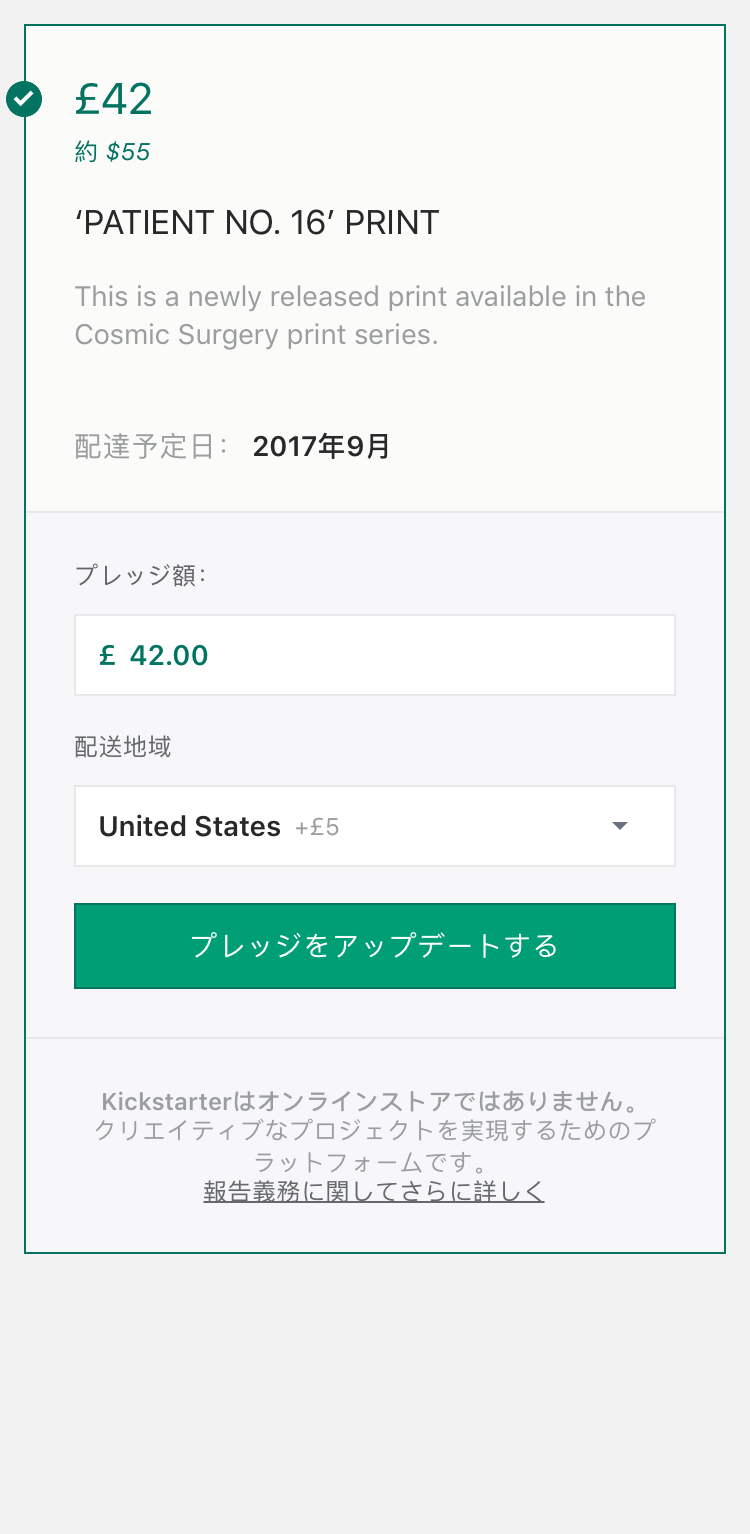 £42
約 $55
‘PATIENT NO. 16’ PRINT
This is a newly released print available in the
Cosmic Surgery print series.
配達予定日： 2017年9月
プレッジ額：
£ 42.00
配送地域
United States +£5
プレッジをアップデートする
Kickstarterはオンラインストアではありません。
クリエイティブなプロジェクトを実現するためのプ
ラットフォームです。
報告義務に関してさらに詳しく